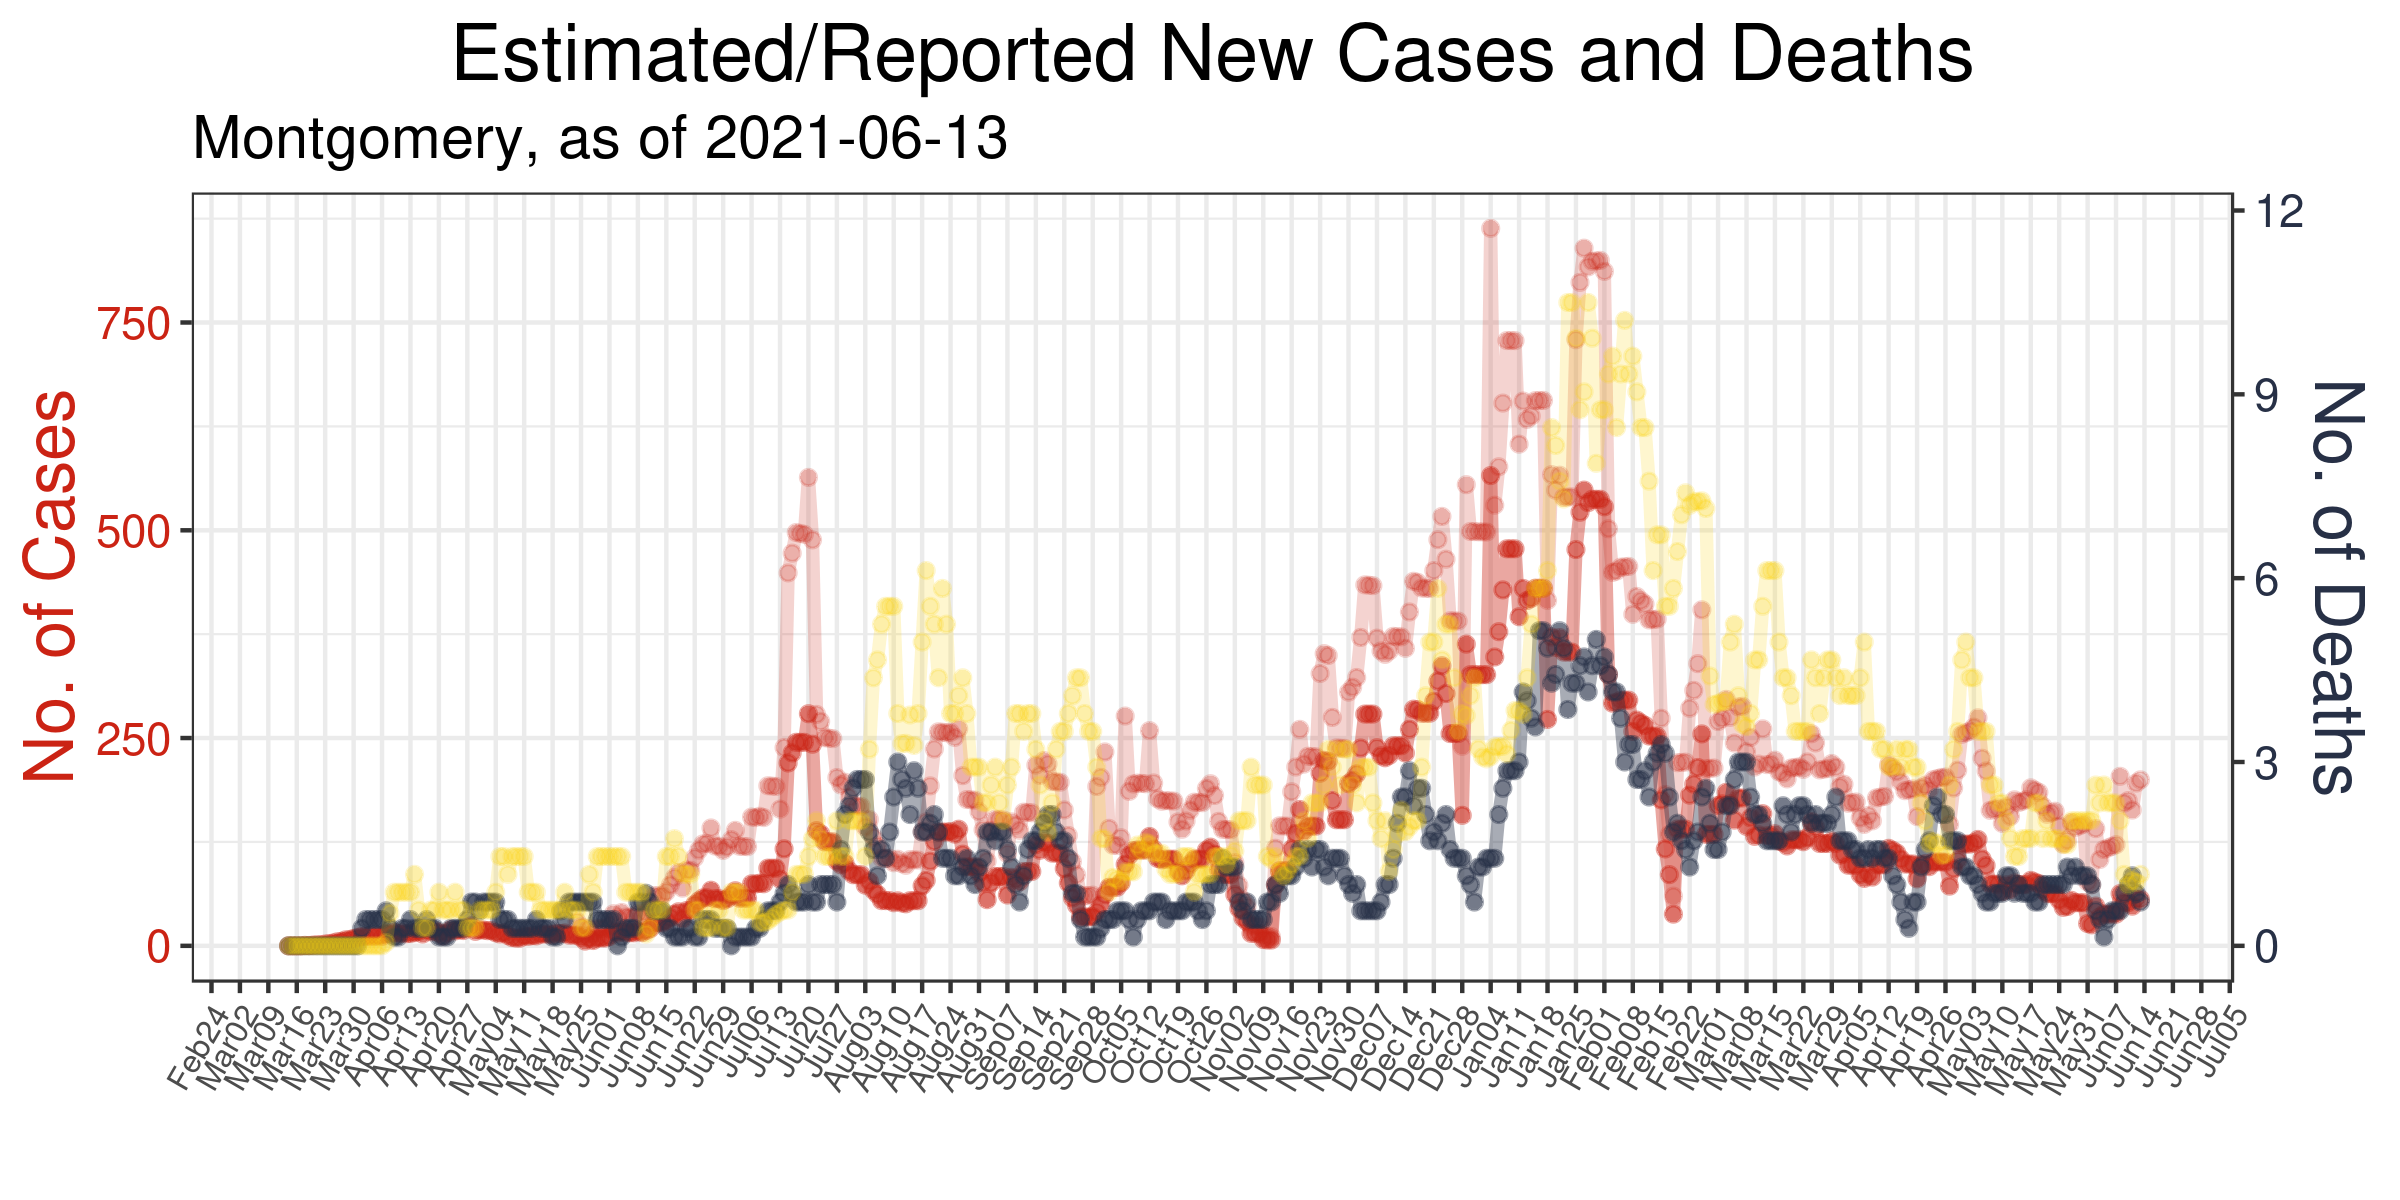 Estimated/Reported New Cases and Deaths
Montgomery, as of 2021-06-13
No. of Cases
750
500
250
0
12
9
6
3
0
No. of Deaths
Feb24
Mar02
Mar09
Mar16
Mar23
Mar30
Apr06
Apr13
Apr20
Apr27
May04
May11
May18
May25
Jun01
Jun08
Jun15
Jun22
Jun29
Jul06
Jul13
Jul20
Jul27
Aug03
Aug10
Aug17
Aug24
Aug31
Sep07
Sep14
Sep21
Sep28
Oct05
Oct12
Oct19
Oct26
Nov02
Nov09
Nov16
Nov23
Nov30
Dec07
Dec14
Dec21
Dec28
Jan04
Jan11
Jan18
Jan25
Feb01
Feb08
Feb15
Feb22
Mar01
Mar08
Mar15
Mar22
Mar29
Apr05
Apr12
Apr19
Apr26
May03
May10
May17
May24
May31
Jun07
Jun14
Jun21
Jun28
Jul05